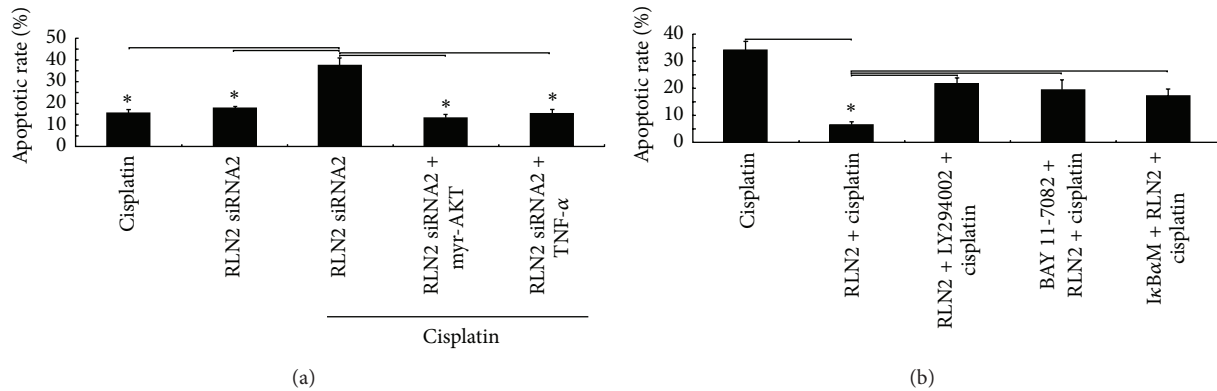 Apoptotic rate (%)
50
40
30
20
10
0
*
*
*
*
Cisplatin
RLN2 siRNA2
RLN2 siRNA2
RLN2 siRNA2 +
myr-AKT
RLN2 siRNA2 +
TNF-α
Cisplatin
(a)
Apoptotic rate (%)
40
30
20
10
0
*
Cisplatin
RLN2 + cisplatin
RLN2 + LY294002 +
cisplatin
BAY 11-7082 +
RLN2 + cisplatin
IκBαM + RLN2 +
cisplatin
(b)